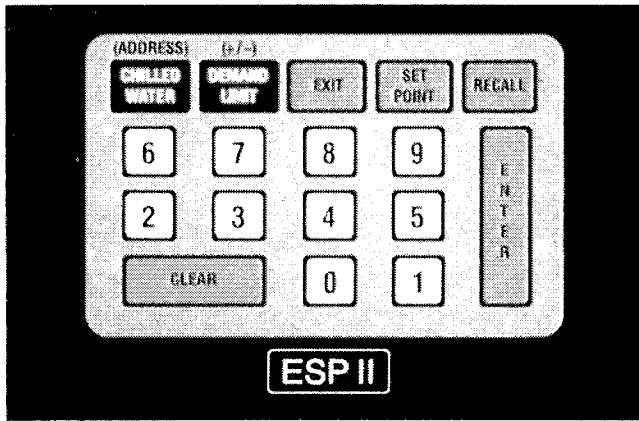 (ADDRESS) (+/-)
CHILLED WATER DEMAND LIMIT EXIT SET POINT RECALL
6 7 8 9
2 3 4 5
CLEAR 0 1 ENTER
ESP II